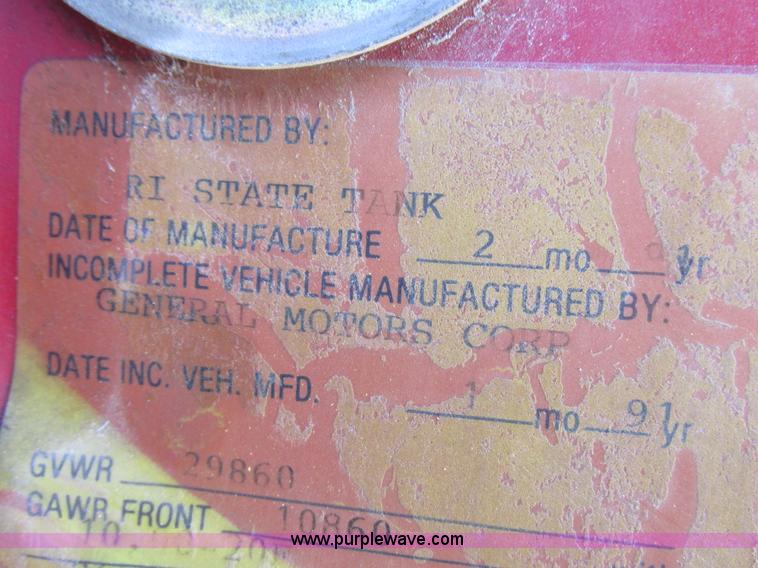 MANUFACTURED BY:
RI STATE TANK
DATE OF MANUFACTURE 2 mo 91 yr
INCOMPLETE VEHICLE MANUFACTURED BY:
GENERAL MOTORS CORP
DATE INC. VEH. MFD. 1 mo 91 yr
GVWR 29860
GAWR FRONT 10860
www.purplewave.com